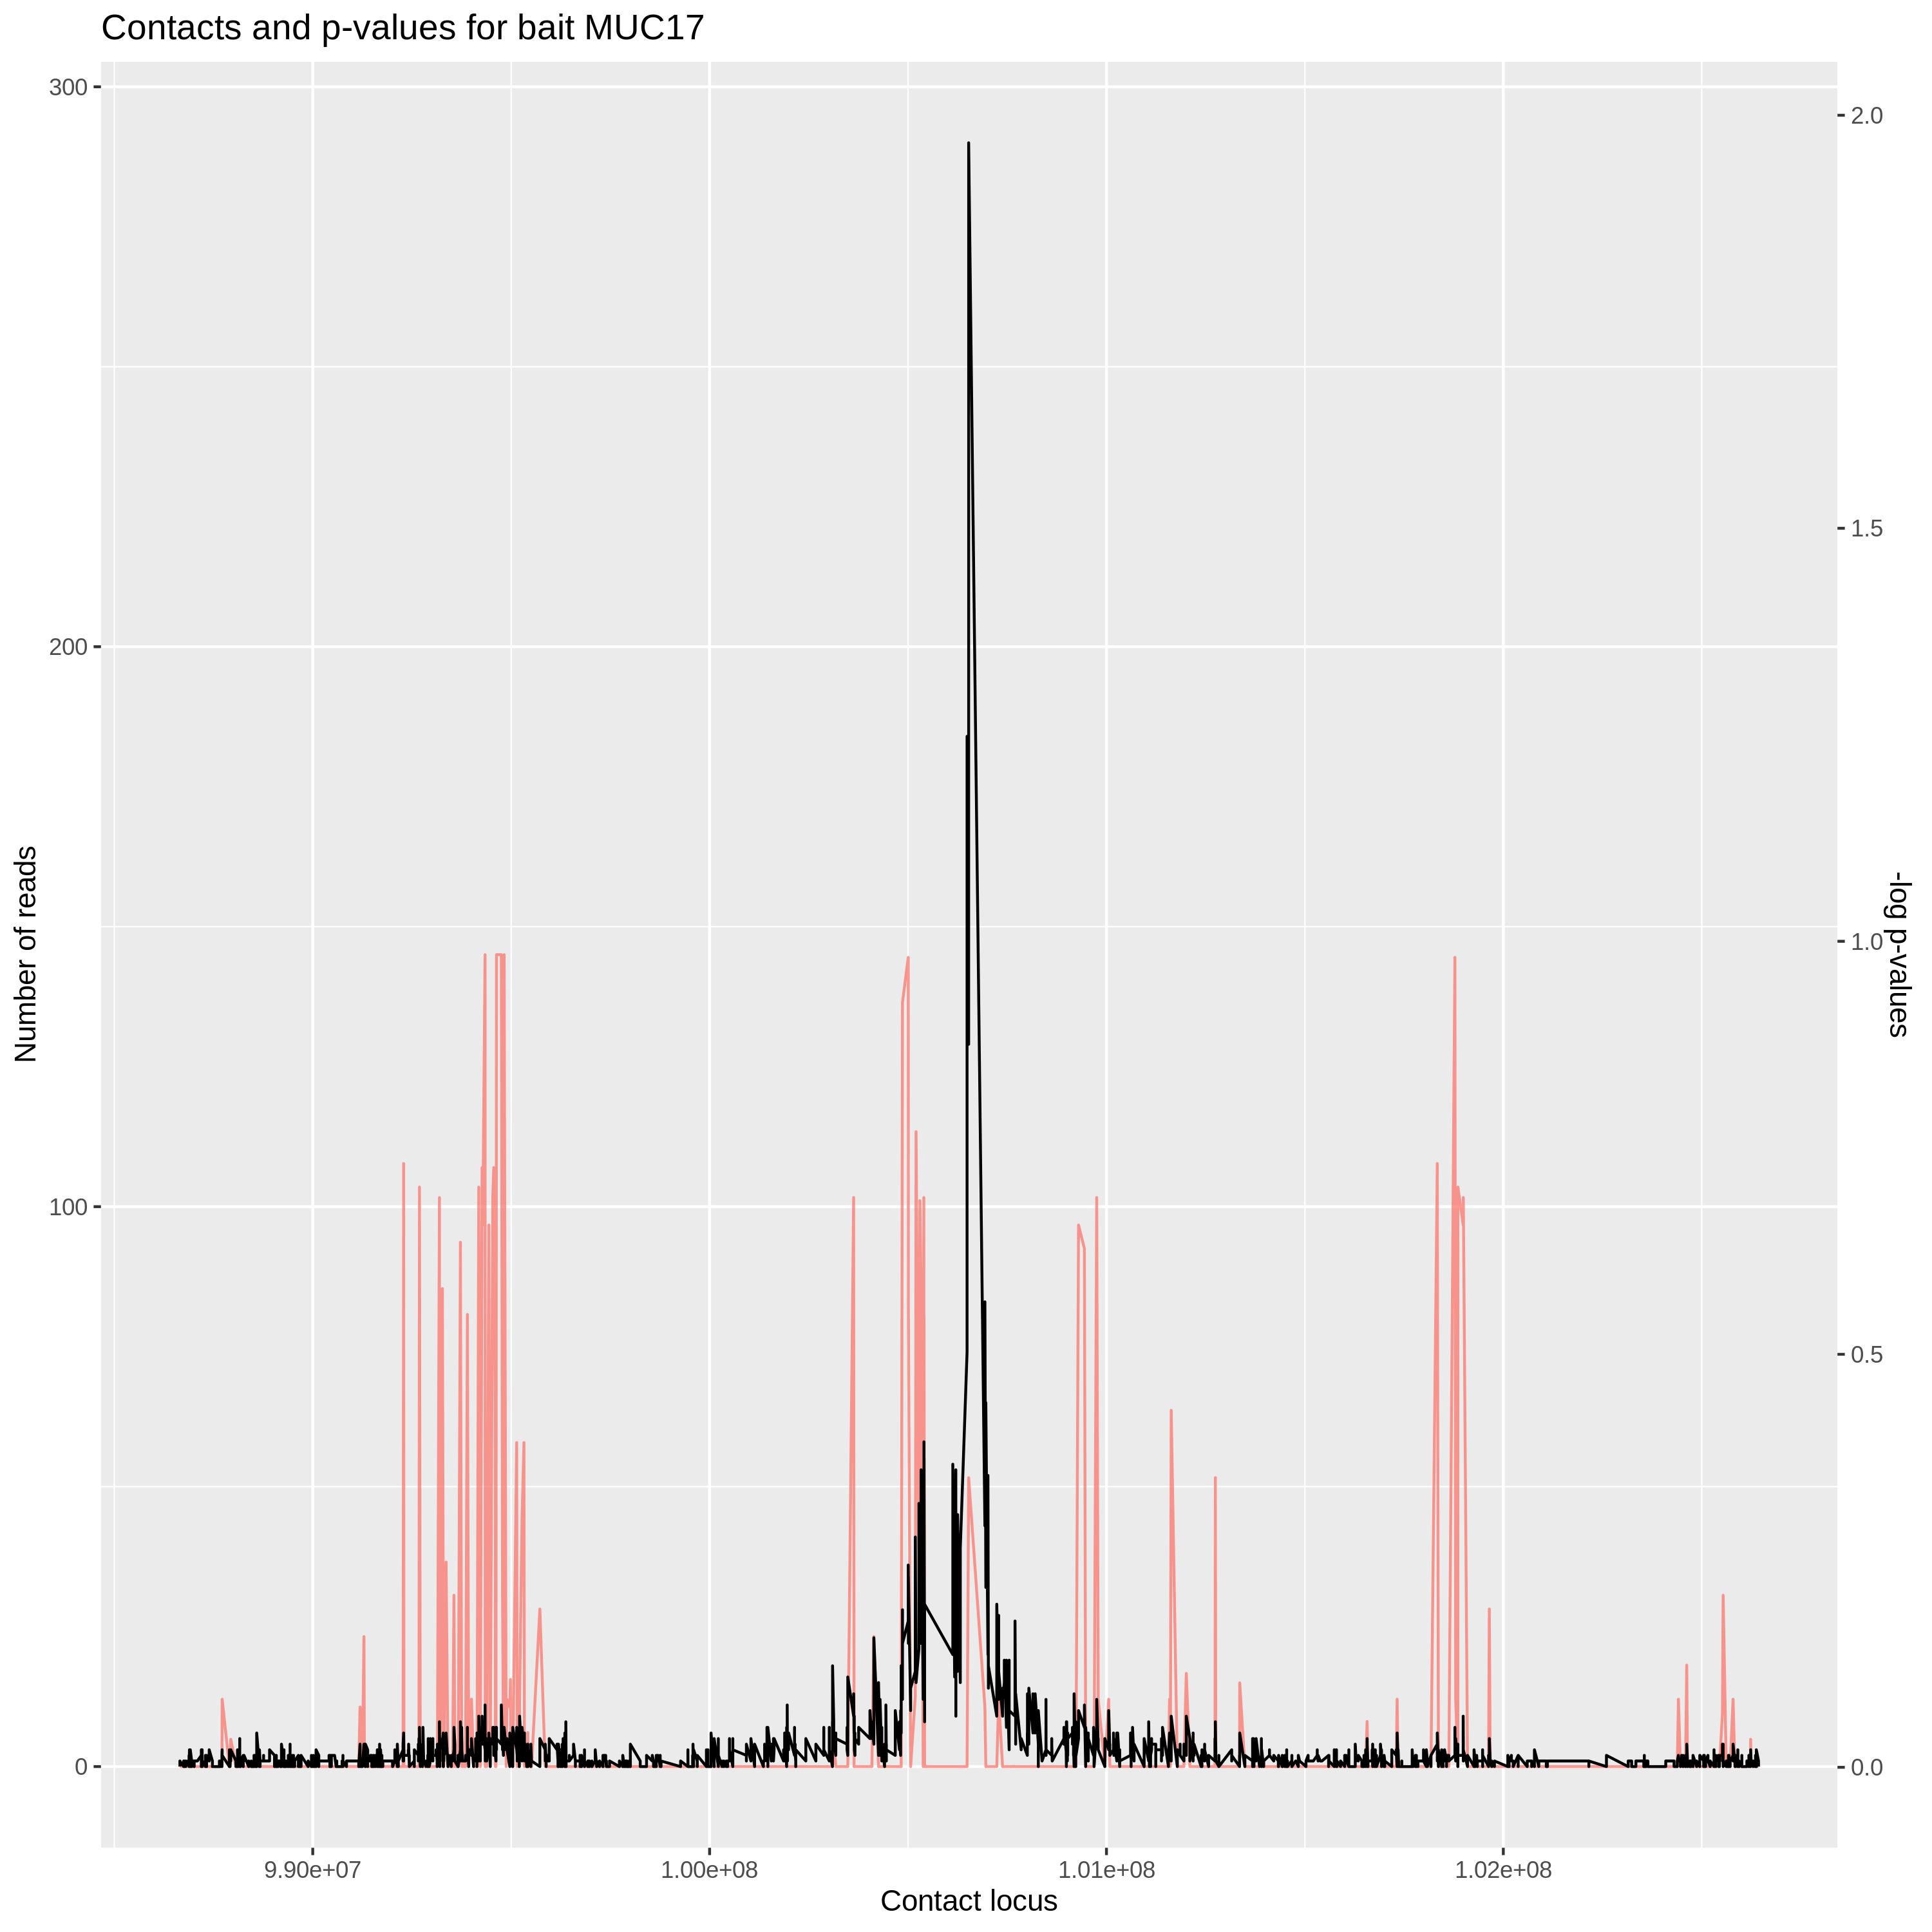 Contacts and p-values for bait MUC17
300
200
100
0
Number of reads
2.0
1.5
1.0
0.5
0.0
-log p-values
9.90e+07
1.00e+08
1.01e+08
1.02e+08
Contact locus